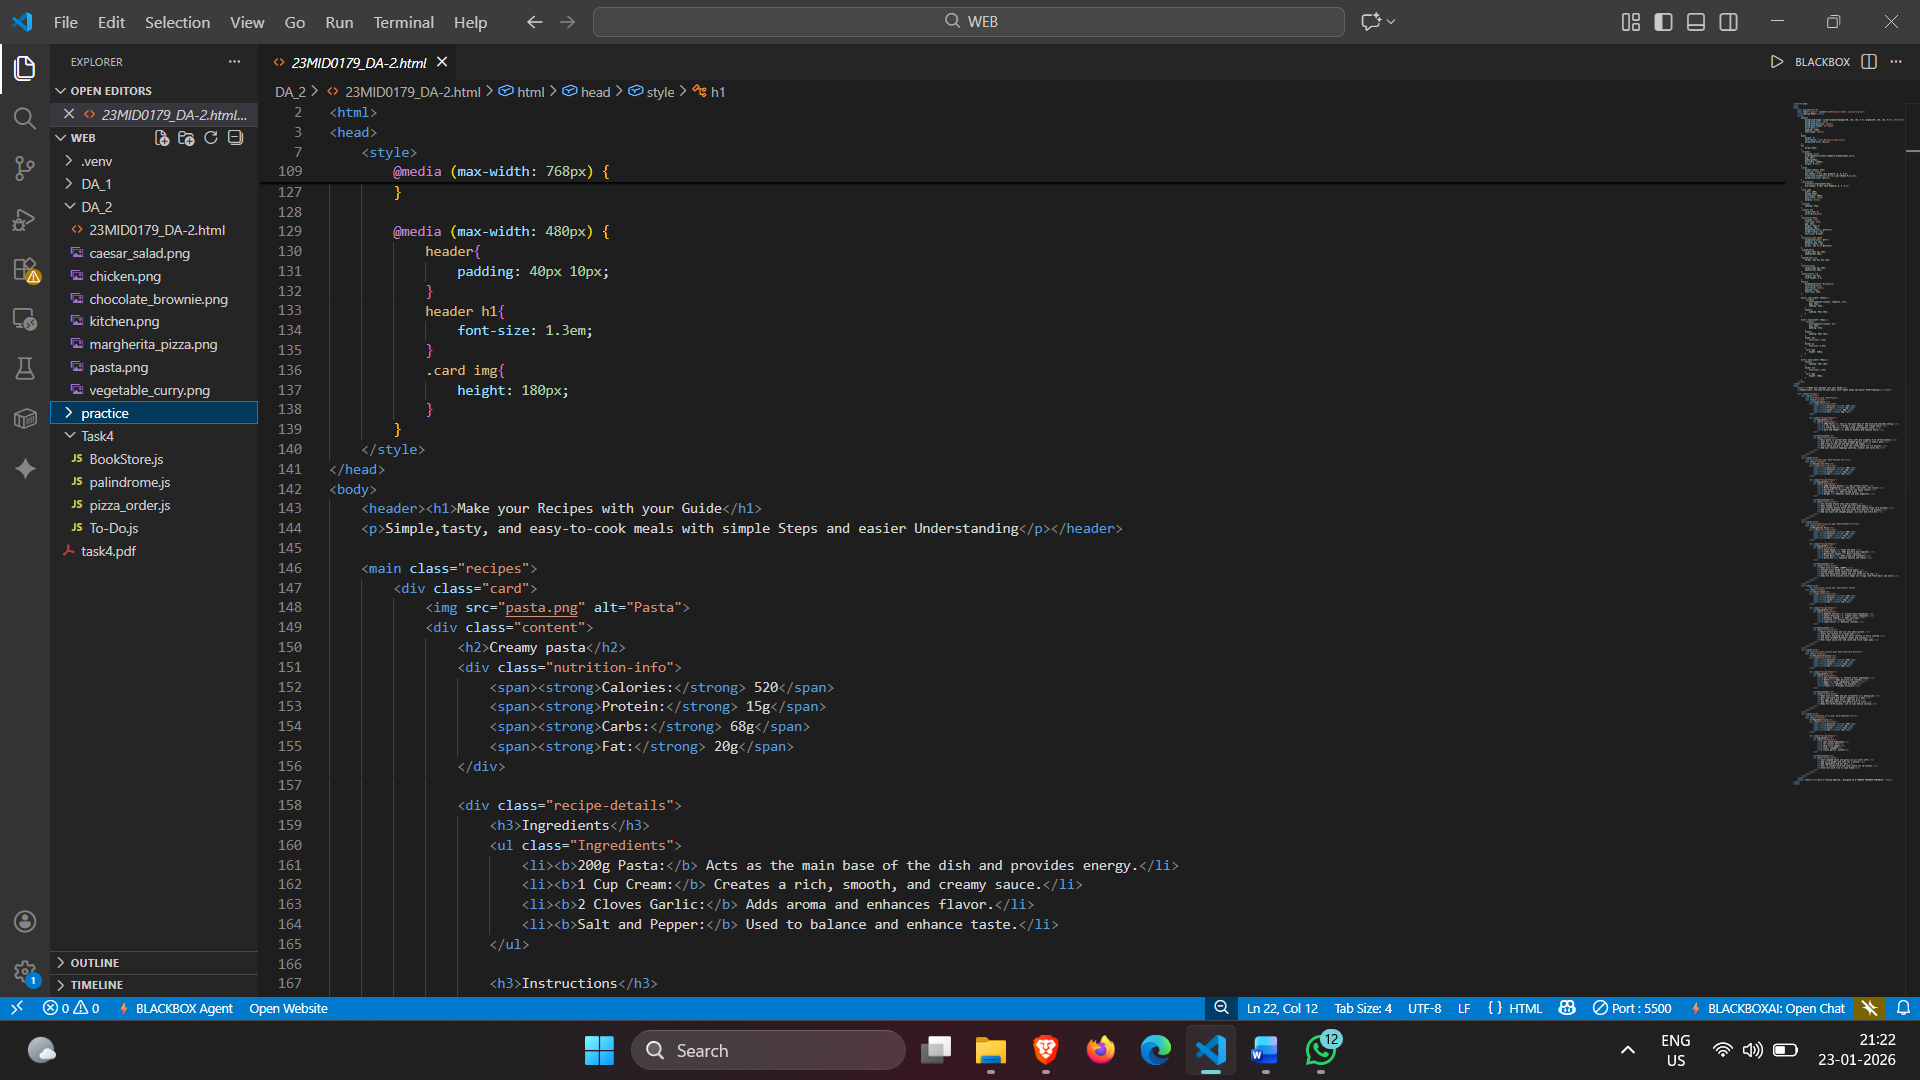 File Edit Selection View Go Run Terminal Help
WEB
EXPLORER
OPEN EDITORS
23MID0179_DA-2.html...
WEB
.venv
DA_1
DA_2
23MID0179_DA-2.html
caesar_salad.png
chicken.png
chocolate_brownie.png
kitchen.png
margherita_pizza.png
pasta.png
vegetable_curry.png
practice
Task4
JS BookStore.js
JS palindrome.js
JS pizza_order.js
JS To-Do.js
task4.pdf
OUTLINE
TIMELINE
23MID0179_DA-2.html
BLACKBOX
DA_2 > 23MID0179_DA-2.html > html > head > style > h1
2 <html>
3 <head>
7 <style>
109 @media (max-width: 768px) {
127 }
128
129 @media (max-width: 480px) {
130 header{
131 padding: 40px 10px;
132 }
133 header h1{
134 font-size: 1.3em;
135 }
136 .card img{
137 height: 180px;
138 }
139 }
140 </style>
141 </head>
142 <body>
143 <header><h1>Make your Recipes with your Guide</h1>
144 <p>Simple,tasty, and easy-to-cook meals with simple Steps and easier Understanding</p></header>
145
146 <main class="recipes">
147 <div class="card">
148 <img src="pasta.png" alt="Pasta">
149 <div class="content">
150 <h2>Creamy pasta</h2>
151 <div class="nutrition-info">
152 <span><strong>Calories:</strong> 520</span>
153 <span><strong>Protein:</strong> 15g</span>
154 <span><strong>Carbs:</strong> 68g</span>
155 <span><strong>Fat:</strong> 20g</span>
156 </div>
157
158 <div class="recipe-details">
159 <h3>Ingredients</h3>
160 <ul class="Ingredients">
161 <li><b>200g Pasta:</b> Acts as the main base of the dish and provides energy.</li>
162 <li><b>1 Cup Cream:</b> Creates a rich, smooth, and creamy sauce.</li>
163 <li><b>2 Cloves Garlic:</b> Adds aroma and enhances flavor.</li>
164 <li><b>Salt and Pepper:</b> Used to balance and enhance taste.</li>
165 </ul>
166
167 <h3>Instructions</h3>
1
0 0 BLACKBOX Agent Open Website
Ln 22, Col 12 Tab Size: 4 UTF-8 LF { } HTML Port : 5500 BLACKBOXAI: Open Chat
Search
12
ENG
US
21:22
23-01-2026